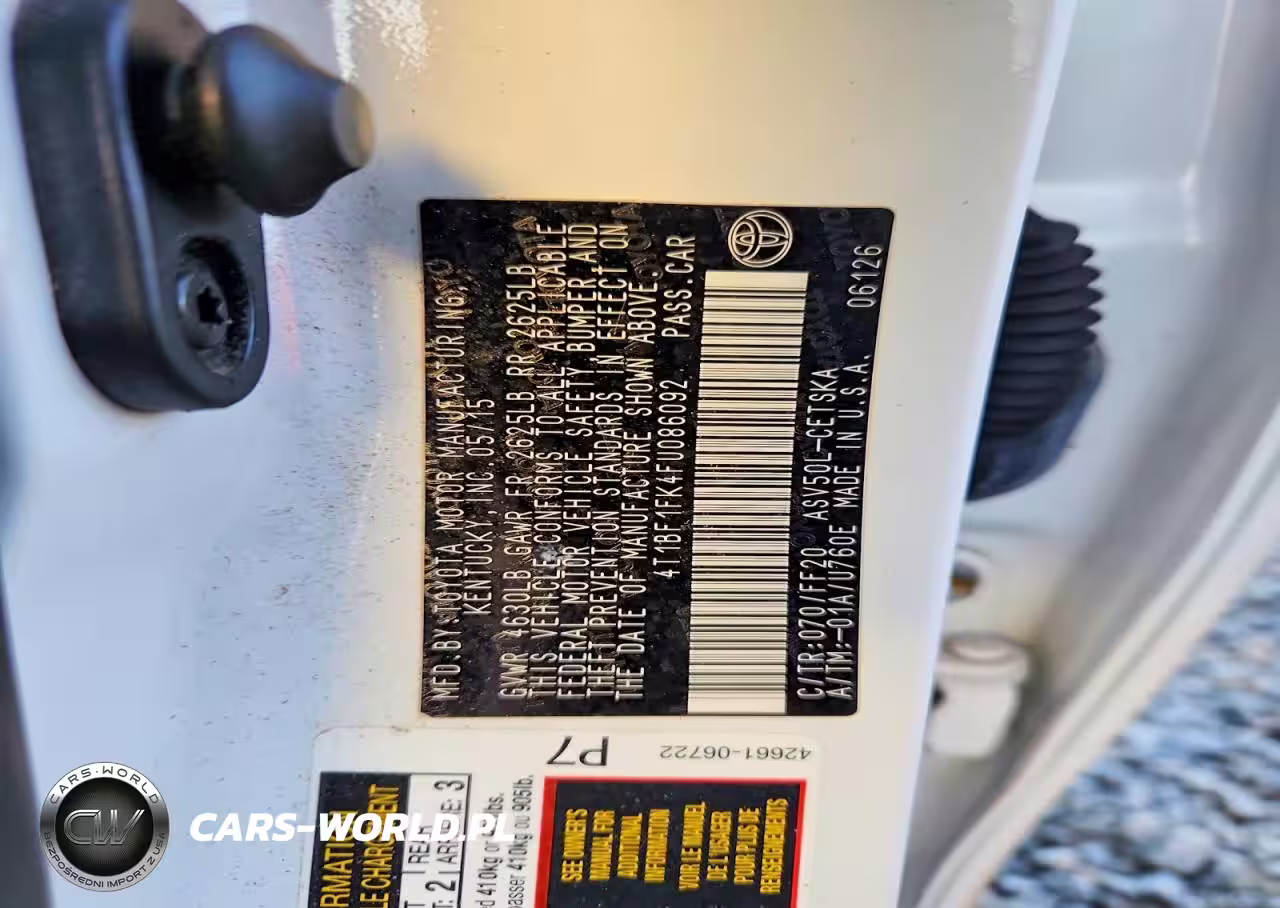 MFD.BY:TOYOTA MOTOR MANUFACTURING
KENTUCKY, INC. 05/15
GVWR 4630LB GAWR FR 2625LB RR 2625LB
THIS VEHICLE CONFORMS TO ALL APPLICABLE
FEDERAL MOTOR VEHICLE SAFETY, BUMPER AND
THEFT PREVENTION STANDARDS IN EFFECT ON
THE DATE OF MANUFACTURE SHOWN ABOVE.
4T1BF1FK4FU086092 PASS.CAR
C/TR:070/FF20 ASV50L-CETSKA
A/TM:-01A/U760E MADE IN U.S.A. 06126
P7
42661-06722
SEE OWNER'S
MANUAL FOR
ADDITIONAL
INFORMATION
VOIR LE MANUEL
DE L'USAGER
POUR PLUS DE
RENSEIGNEMENTS
CARS-WORLD
CW
BEZPOŚREDNI IMPORT Z USA
CARS-WORLD.PL